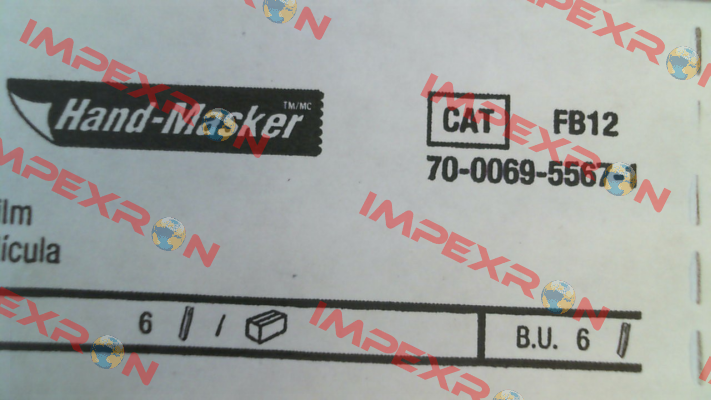 Hand-Masker TM/MC
CAT FB12
70-0069-5567-1
ilm
ícula
6 /
B.U. 6
IMPEXRON
IMPEXRON
IMPEXRON
IMPEXRON
IMPEXRON
IMPEXRON